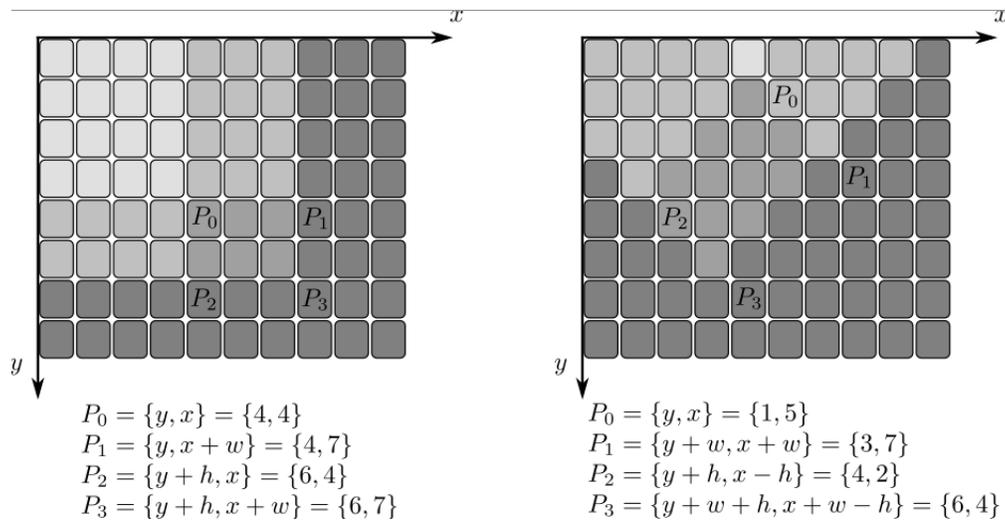 x
P₀ P₁
P₂ P₃
y
P₀ = {y, x} = {4, 4}
P₁ = {y, x + w} = {4, 7}
P₂ = {y + h, x} = {6, 4}
P₃ = {y + h, x + w} = {6, 7}
x
P₀
P₁
P₂
P₃
y
P₀ = {y, x} = {1, 5}
P₁ = {y + w, x + w} = {3, 7}
P₂ = {y + h, x − h} = {4, 2}
P₃ = {y + w + h, x + w − h} = {6, 4}